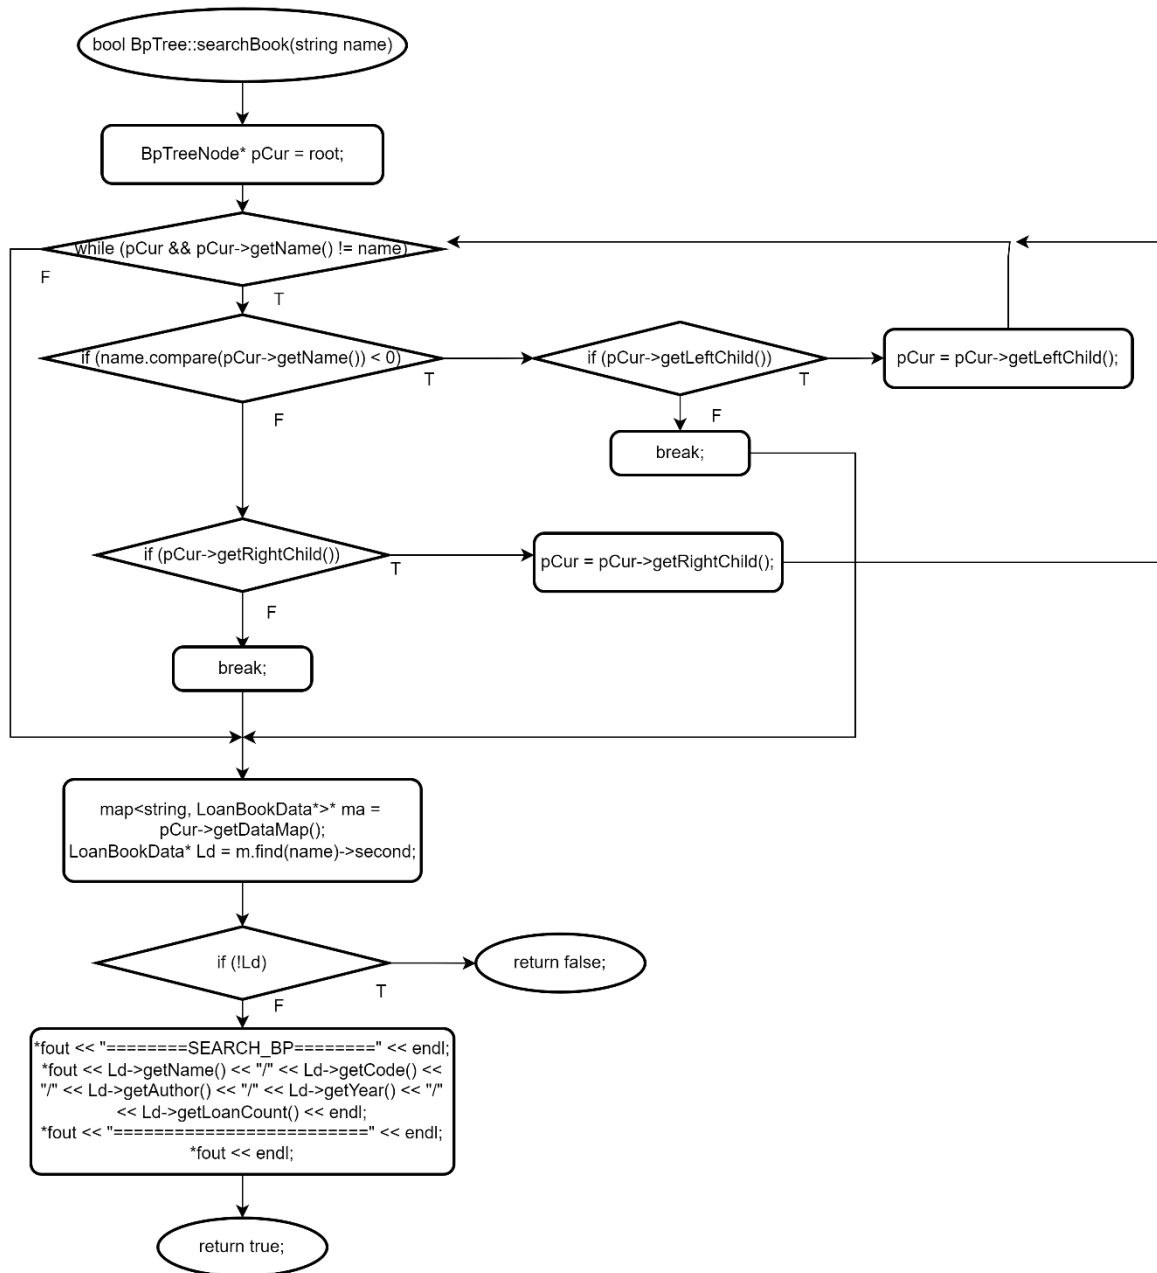 bool BpTree::searchBook(string name)
BpTreeNode* pCur = root;
while (pCur && pCur->getName() != name)
F
T
if (name.compare(pCur->getName()) < 0)
T
F
if (pCur->getLeftChild())
T
F
pCur = pCur->getLeftChild();
break;
if (pCur->getRightChild())
T
F
pCur = pCur->getRightChild();
break;
map<string, LoanBookData*>* ma =
pCur->getDataMap();
LoanBookData* Ld = m.find(name)->second;
if (!Ld)
T
F
return false;
*fout << "========SEARCH_BP========" << endl;
*fout << Ld->getName() << "/" << Ld->getCode() <<
"/" << Ld->getAuthor() << "/" << Ld->getYear() << "/"
<< Ld->getLoanCount() << endl;
*fout << "=========================" << endl;
*fout << endl;
return true;